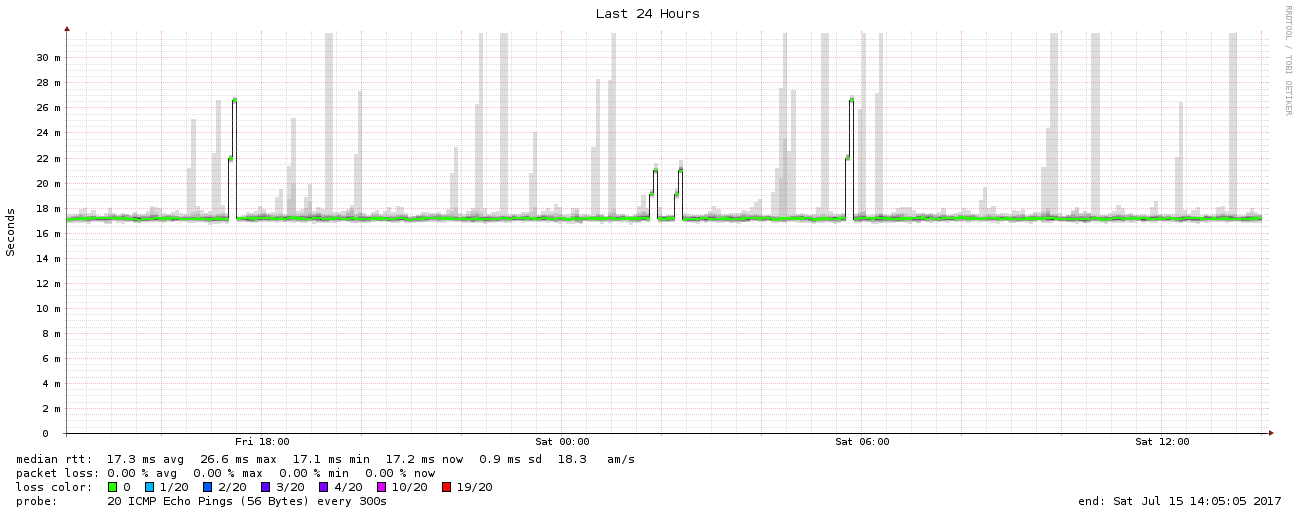 Last 24 Hours
RRDTOOL / TOBI OETIKER
Seconds
30 m
28 m
26 m
24 m
22 m
20 m
18 m
16 m
14 m
12 m
10 m
8 m
6 m
4 m
2 m
0
Fri 18:00 Sat 00:00 Sat 06:00 Sat 12:00
median rtt: 17.3 ms avg 26.6 ms max 17.1 ms min 17.2 ms now 0.9 ms sd 18.3 am/s
packet loss: 0.00 % avg 0.00 % max 0.00 % min 0.00 % now
loss color: 0 1/20 2/20 3/20 4/20 10/20 19/20
probe: 20 ICMP Echo Pings (56 Bytes) every 300s end: Sat Jul 15 14:05:05 2017